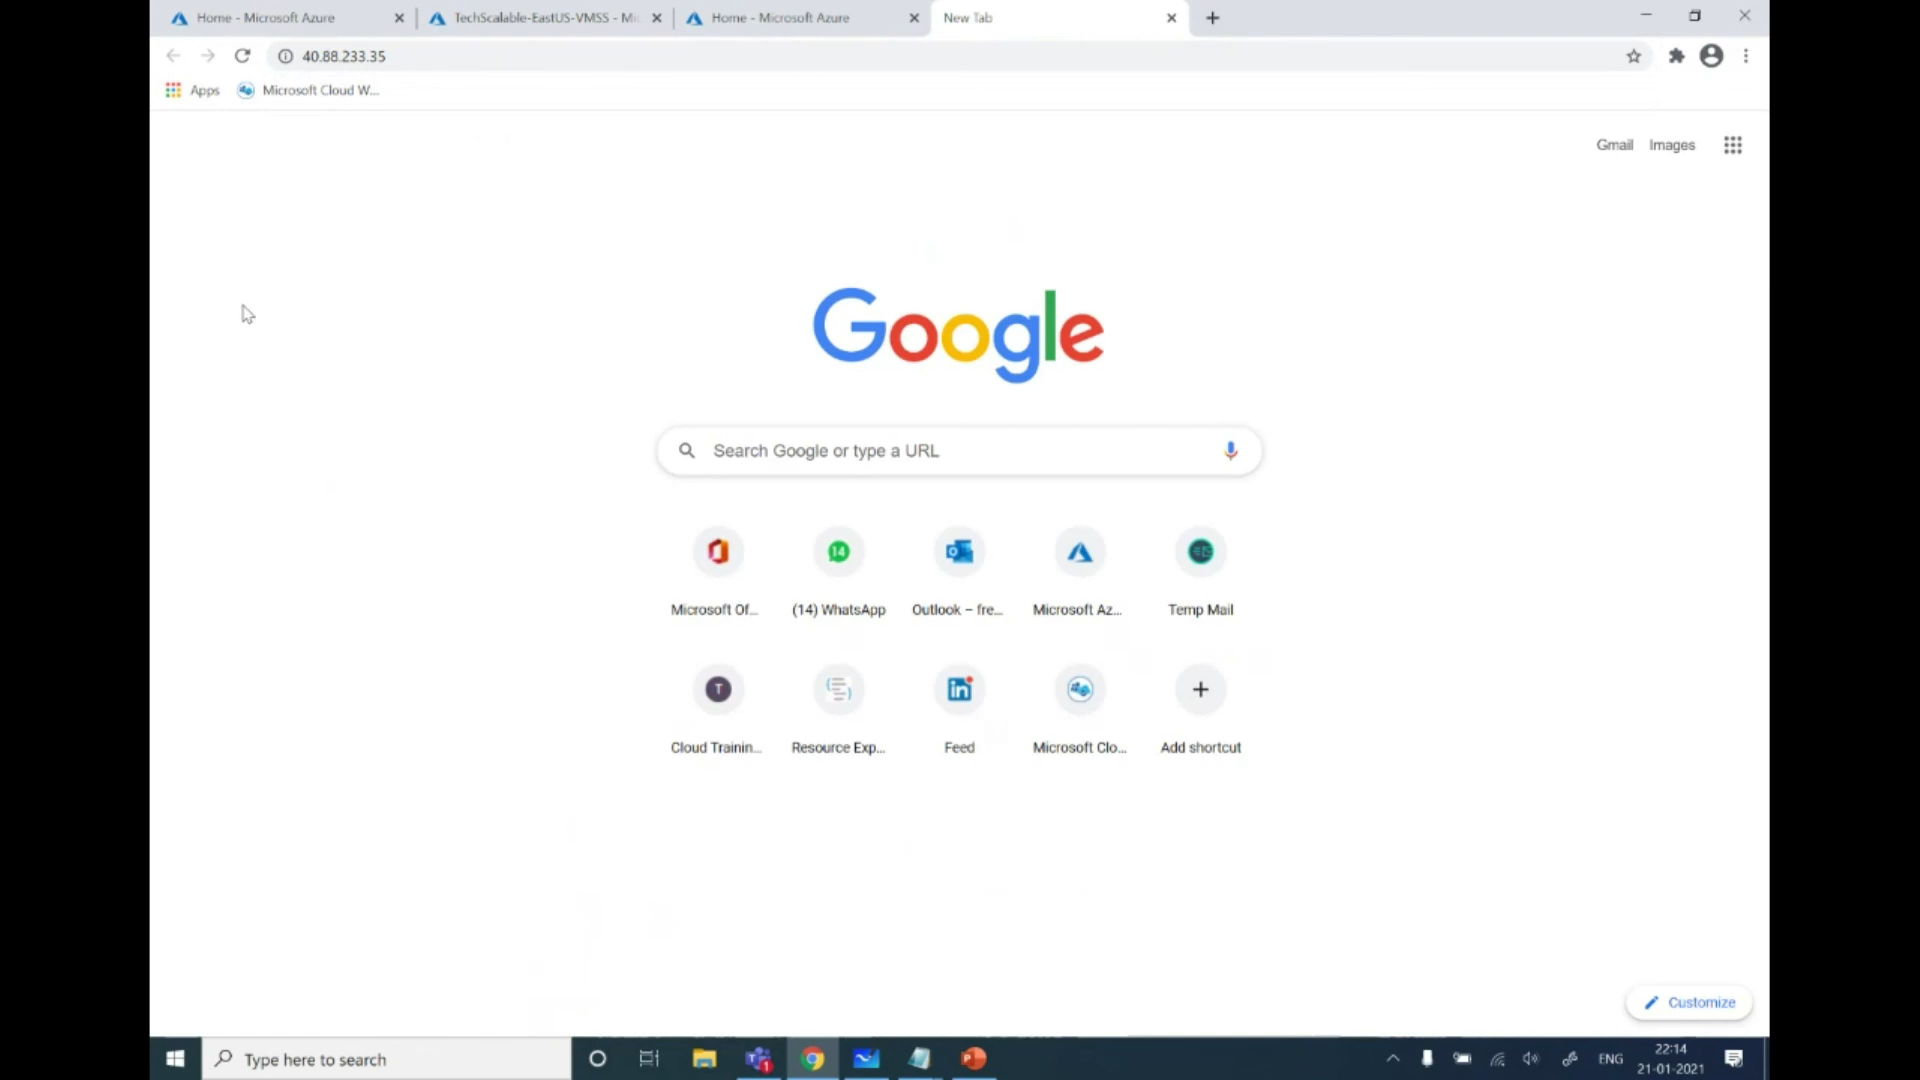 Home - Microsoft Azure
TechScalable-EastUS-VMSS - Mi
Home - Microsoft Azure
New Tab
40.88.233.35
Apps
Microsoft Cloud W...
Gmail
Images
Google
Search Google or type a URL
14
Microsoft Of...
(14) WhatsApp
Outlook – fre...
Microsoft Az...
Temp Mail
T
in
Cloud Trainin...
Resource Exp...
Feed
Microsoft Clo...
Add shortcut
Customize
Type here to search
1
ENG
22:14
21-01-2021